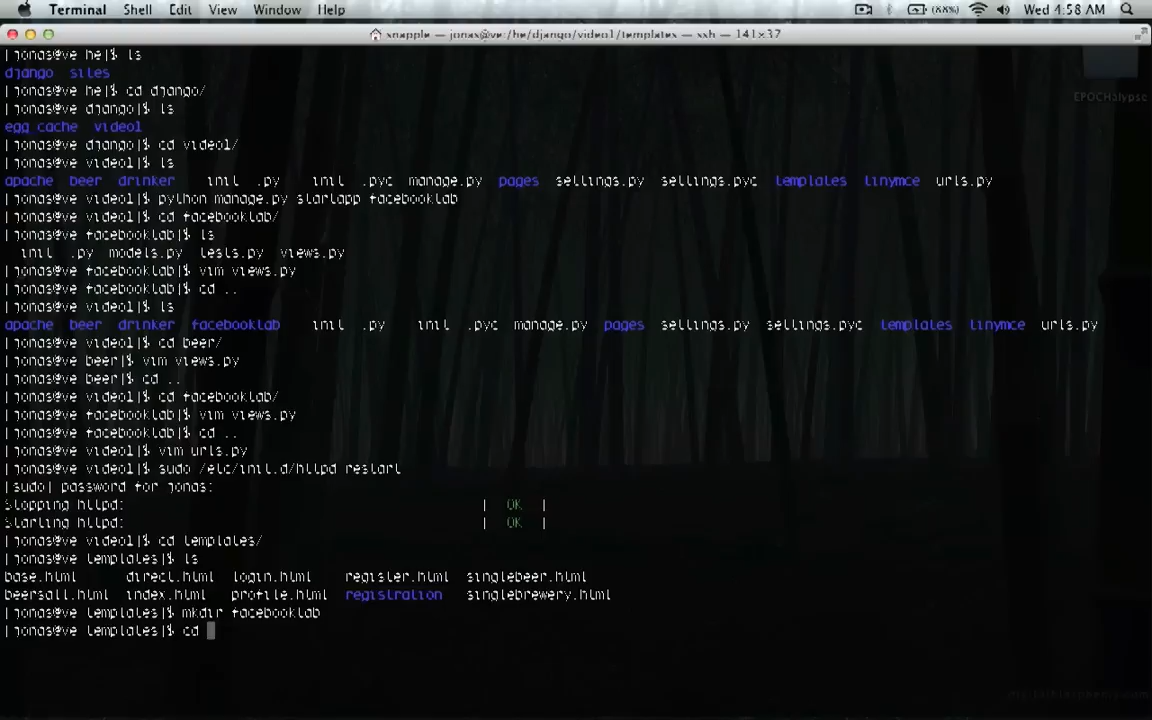 Terminal Shell Edit View Window Help (88%) Wed 4:58 AM
snapple — jonas@ve:/he/django/video1/templates — ssh — 141×37
[jonas@ve he]$ ls
django sites
[jonas@ve he]$ cd django/
[jonas@ve django]$ ls
egg_cache video1
[jonas@ve django]$ cd video1/
[jonas@ve video1]$ ls
apache beer drinker __init__.py __init__.pyc manage.py pages settings.py settings.pyc templates tinymce urls.py
[jonas@ve video1]$ python manage.py startapp facebooklab
[jonas@ve video1]$ cd facebooklab/
[jonas@ve facebooklab]$ ls
__init__.py models.py tests.py views.py
[jonas@ve facebooklab]$ vim views.py
[jonas@ve facebooklab]$ cd ..
[jonas@ve video1]$ ls
apache beer drinker facebooklab __init__.py __init__.pyc manage.py pages settings.py settings.pyc templates tinymce urls.py
[jonas@ve video1]$ cd beer/
[jonas@ve beer]$ vim views.py
[jonas@ve beer]$ cd ..
[jonas@ve video1]$ cd facebooklab/
[jonas@ve facebooklab]$ vim views.py
[jonas@ve facebooklab]$ cd ..
[jonas@ve video1]$ vim urls.py
[jonas@ve video1]$ sudo /etc/init.d/httpd restart
[sudo] password for jonas:
Stopping httpd: [ OK ]
Starting httpd: [ OK ]
[jonas@ve video1]$ cd templates/
[jonas@ve templates]$ ls
base.html direct.html login.html register.html singlebeer.html
beersall.html index.html profile.html registration singlebrewery.html
[jonas@ve templates]$ mkdir facebooklab
[jonas@ve templates]$ cd
EPOCHalypse